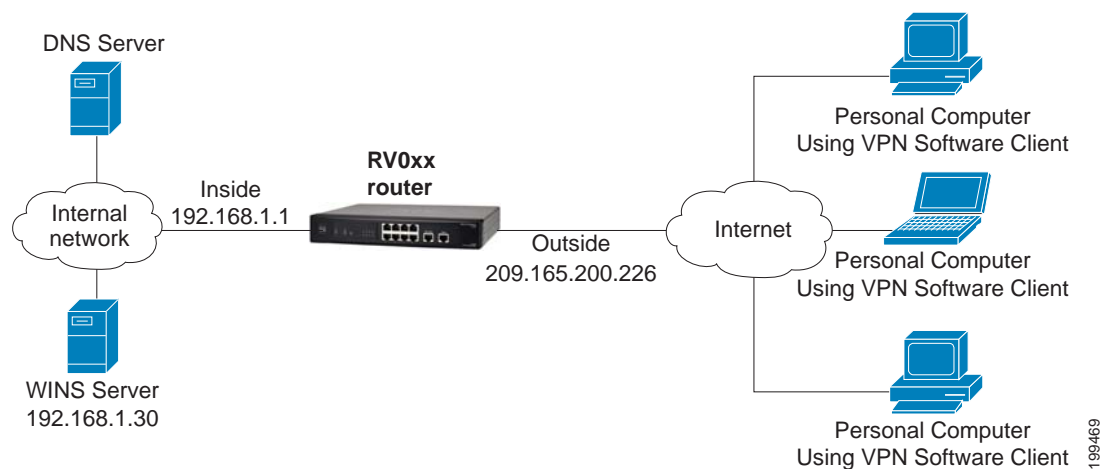 DNS Server
Internal
network
WINS Server
192.168.1.30
Inside
192.168.1.1
RV0xx
router
Outside
209.165.200.226
Internet
Personal Computer
Using VPN Software Client
Personal Computer
Using VPN Software Client
Personal Computer
Using VPN Software Client
199469